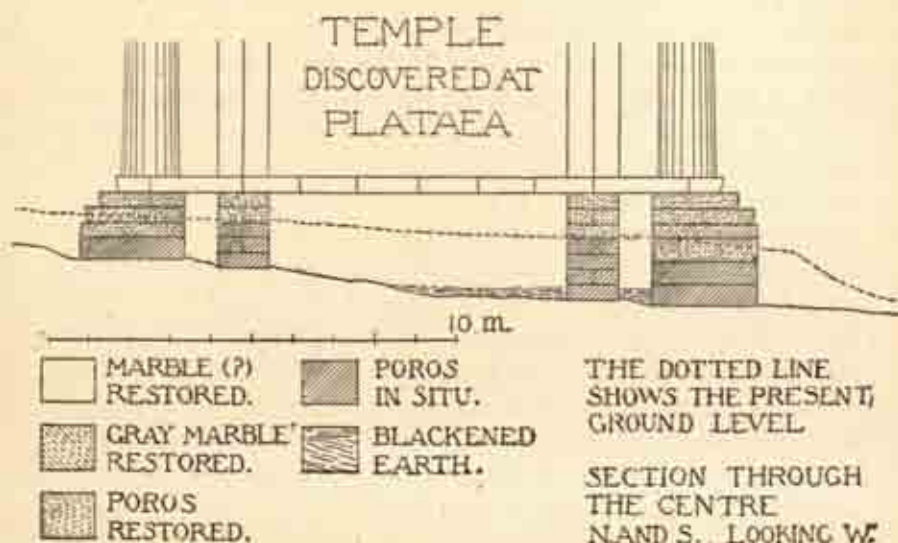 TEMPLE
DISCOVERED AT
PLATAEA
10 m.
MARBLE (?)
RESTORED.
GRAY MARBLE
RESTORED.
POROS
RESTORED.
POROS
IN SITU.
BLACKENED
EARTH.
THE DOTTED LINE
SHOWS THE PRESENT,
GROUND LEVEL
SECTION THROUGH
THE CENTRE
N. AND S. LOOKING W.